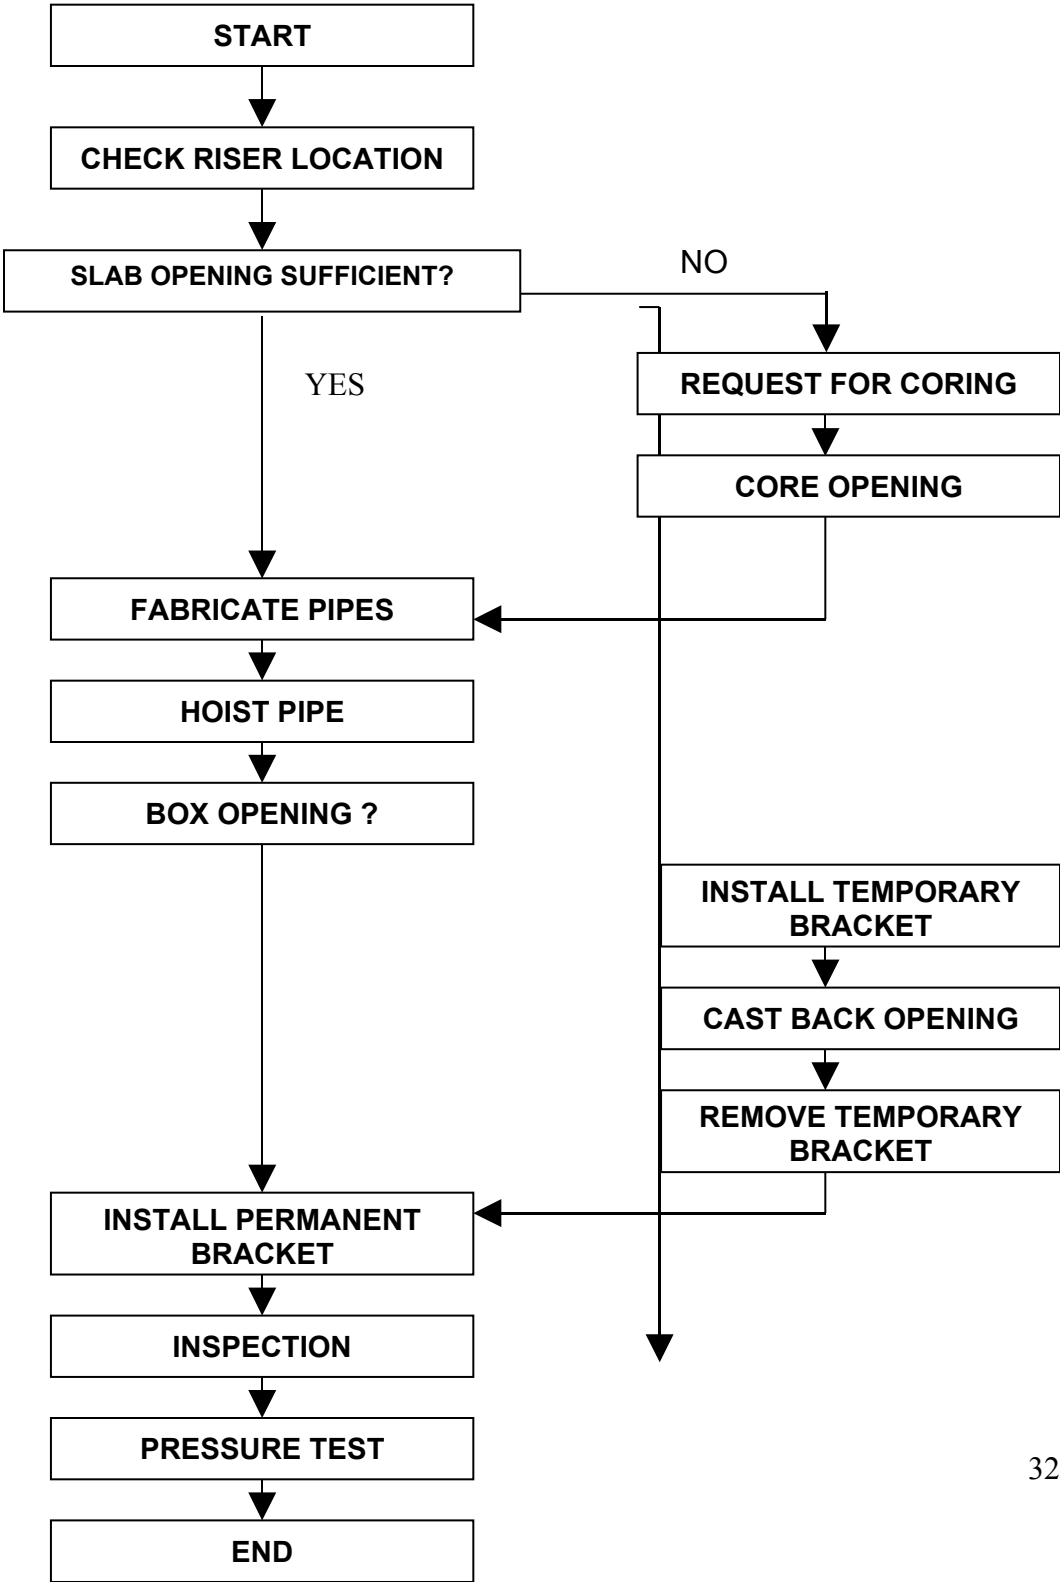 START
CHECK RISER LOCATION
SLAB OPENING SUFFICIENT?
NO
YES
REQUEST FOR CORING
CORE OPENING
FABRICATE PIPES
HOIST PIPE
BOX OPENING ?
INSTALL TEMPORARY
BRACKET
CAST BACK OPENING
REMOVE TEMPORARY
BRACKET
INSTALL PERMANENT
BRACKET
INSPECTION
PRESSURE TEST
32
END